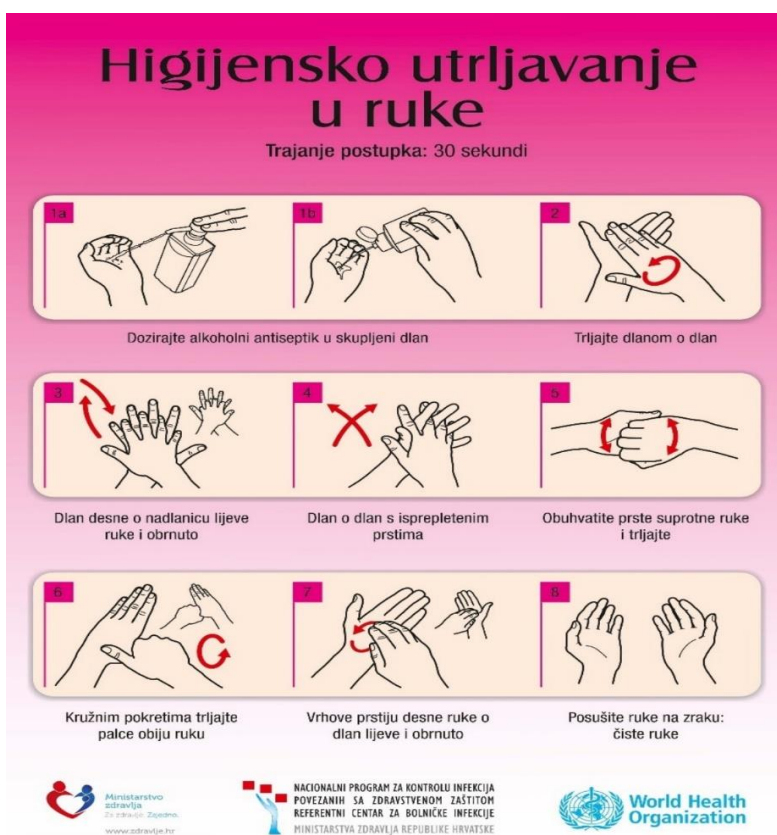 Higijensko utrljavanje
u ruke
Trajanje postupka: 30 sekundi
1a
1b
2
Dozirajte alkoholni antiseptik u skupljeni dlan
Trljajte dlanom o dlan
3
4
5
Dlan desne o nadlanicu lijeve
ruke i obrnuto
Dlan o dlan s isprepletenim
prstima
Obuhvatite prste suprotne ruke
i trljajte
6
7
8
Kružnim pokretima trljajte
palce obiju ruku
Vrhove prstiju desne ruke o
dlan lijeve i obrnuto
Posušite ruke na zraku:
čiste ruke
Ministarstvo
zdravlja
Za zdravlje. Zajedno.
www.zdravlje.hr
NACIONALNI PROGRAM ZA KONTROLU INFEKCIJA
POVEZANIH SA ZDRAVSTVENOM ZAŠTITOM
REFERENTNI CENTAR ZA BOLNIČKE INFEKCIJE
MINISTARSTVA ZDRAVLJA REPUBLIKE HRVATSKE
World Health
Organization